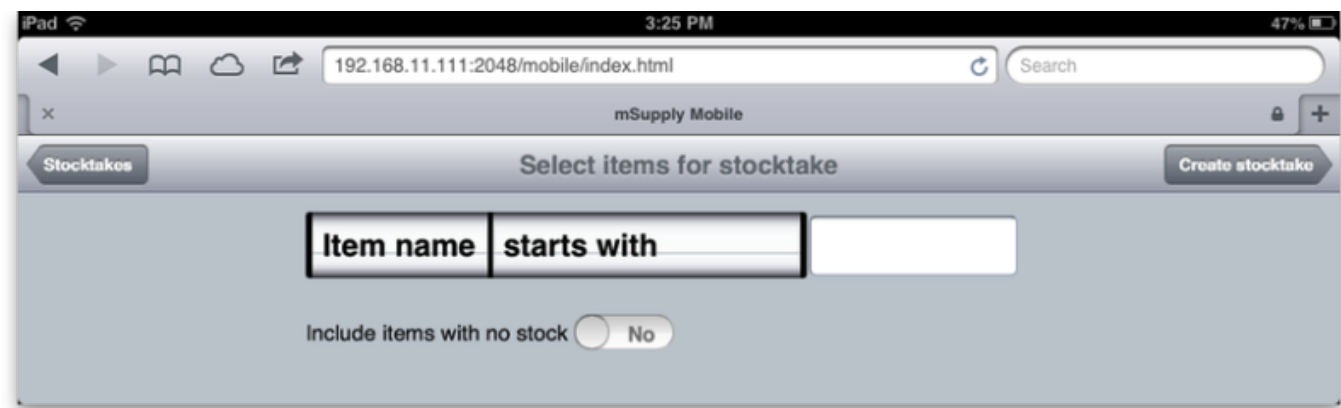 iPad 3:25 PM 47%
192.168.11.111:2048/mobile/index.html Search
mSupply Mobile
Stocktakes Select items for stocktake Create stocktake
Item name starts with
Include items with no stock No